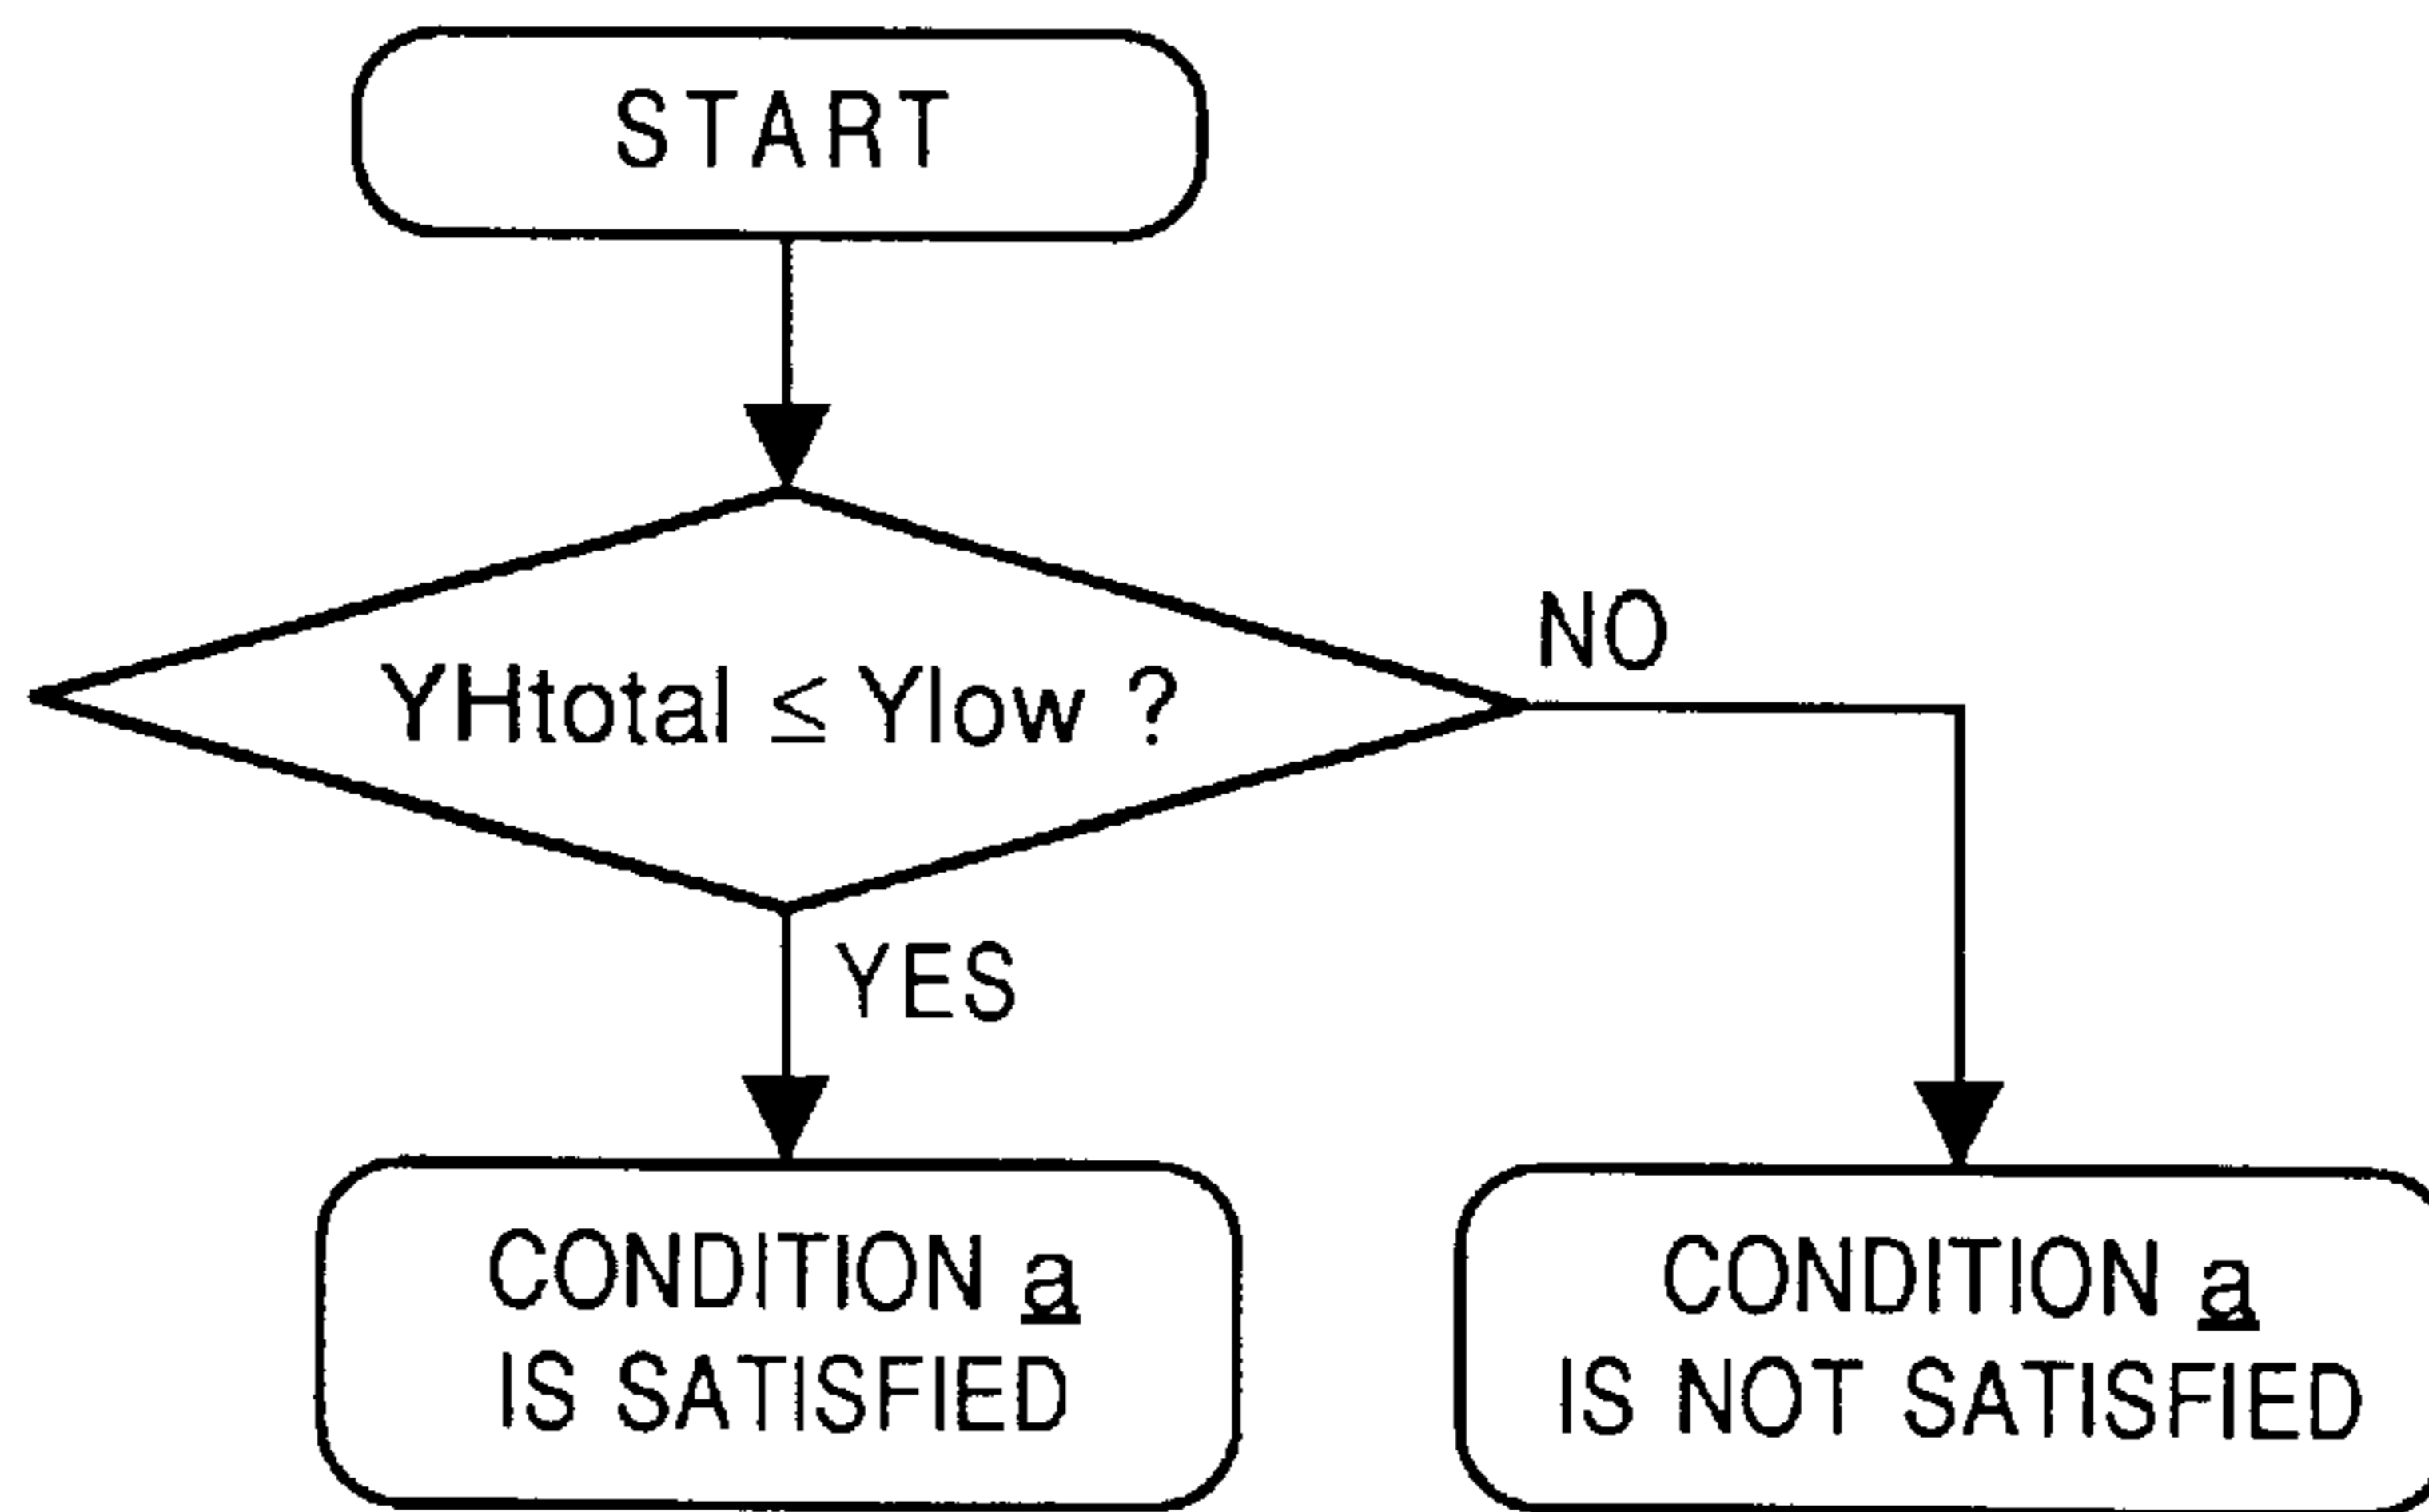 START
YHtotal ≦ Ylow ?
NO
YES
CONDITION a
IS SATISFIED
CONDITION a
IS NOT SATISFIED